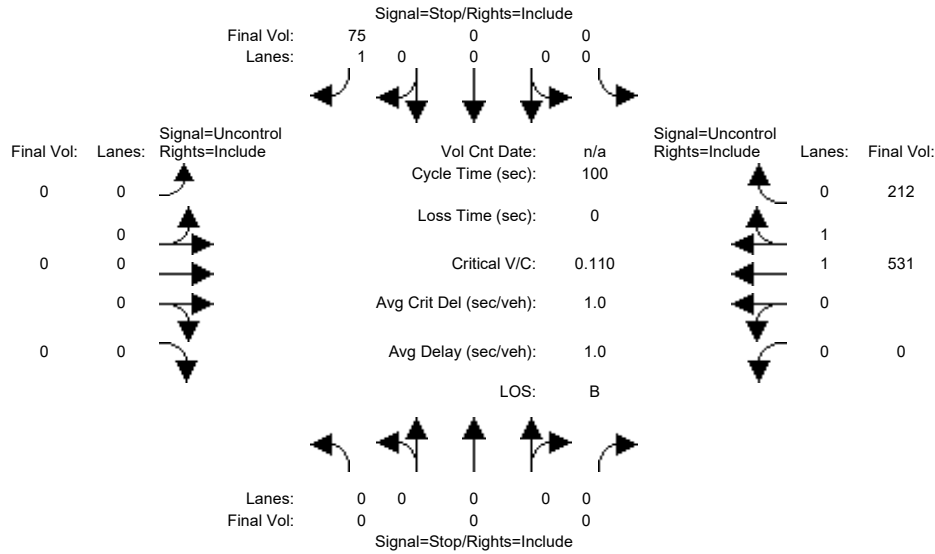 Signal=Stop/Rights=Include
Final Vol: 75 0 0
Lanes: 1 0 0 0 0
Signal=Uncontrol Signal=Uncontrol
Final Vol: Lanes: Rights=Include Vol Cnt Date: n/a Rights=Include Lanes: Final Vol:
Cycle Time (sec): 100
0 0 0 212
Loss Time (sec): 0
0 1
0 0 Critical V/C: 0.110 1 531
0 Avg Crit Del (sec/veh): 1.0 0
0 0 Avg Delay (sec/veh): 1.0 0 0
LOS: B
Lanes: 0 0 0 0 0
Final Vol: 0 0 0
Signal=Stop/Rights=Include